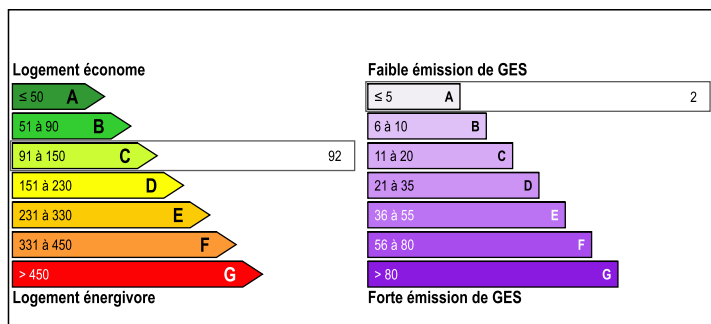 Logement économe
≤ 50 A
51 à 90 B
91 à 150 C 92
151 à 230 D
231 à 330 E
331 à 450 F
> 450 G
Logement énergivore
Faible émission de GES
≤ 5 A 2
6 à 10 B
11 à 20 C
21 à 35 D
36 à 55 E
56 à 80 F
> 80 G
Forte émission de GES